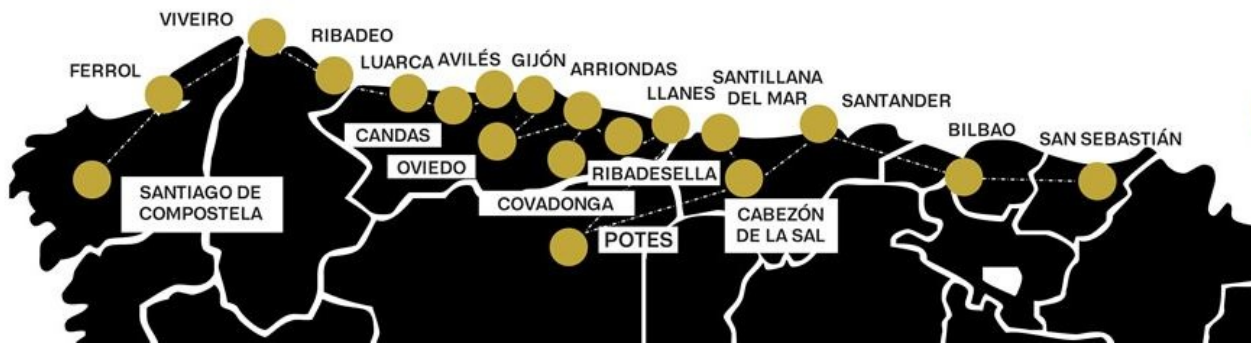 VIVEIRO
RIBADEO
FERROL
LUARCA
AVILÉS
GIJÓN
ARRIONDAS
LLANES
SANTILLANA
DEL MAR
SANTANDER
BILBAO
SAN SEBASTIÁN
CANDAS
OVIEDO
RIBADESELLA
SANTIAGO DE
COMPOSTELA
COVADONGA
CABEZÓN
DE LA SAL
POTES